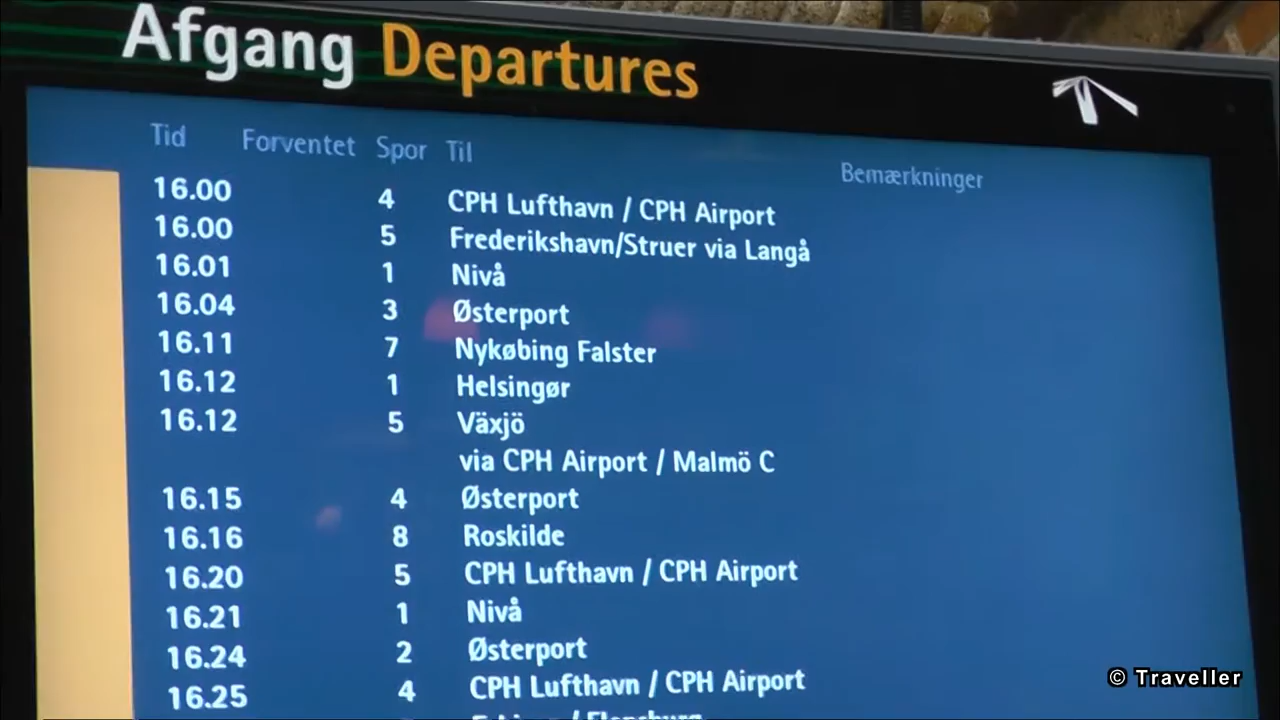 Afgang Departures
Tid Forventet Spor Til Bemærkninger
16.00 4 CPH Lufthavn / CPH Airport
16.00 5 Frederikshavn/Struer via Langå
16.01 1 Nivå
16.04 3 Østerport
16.11 7 Nykøbing Falster
16.12 1 Helsingør
16.12 5 Växjö
via CPH Airport / Malmö C
16.15 4 Østerport
16.16 8 Roskilde
16.20 5 CPH Lufthavn / CPH Airport
16.21 1 Nivå
16.24 2 Østerport
16.25 4 CPH Lufthavn / CPH Airport
© Traveller